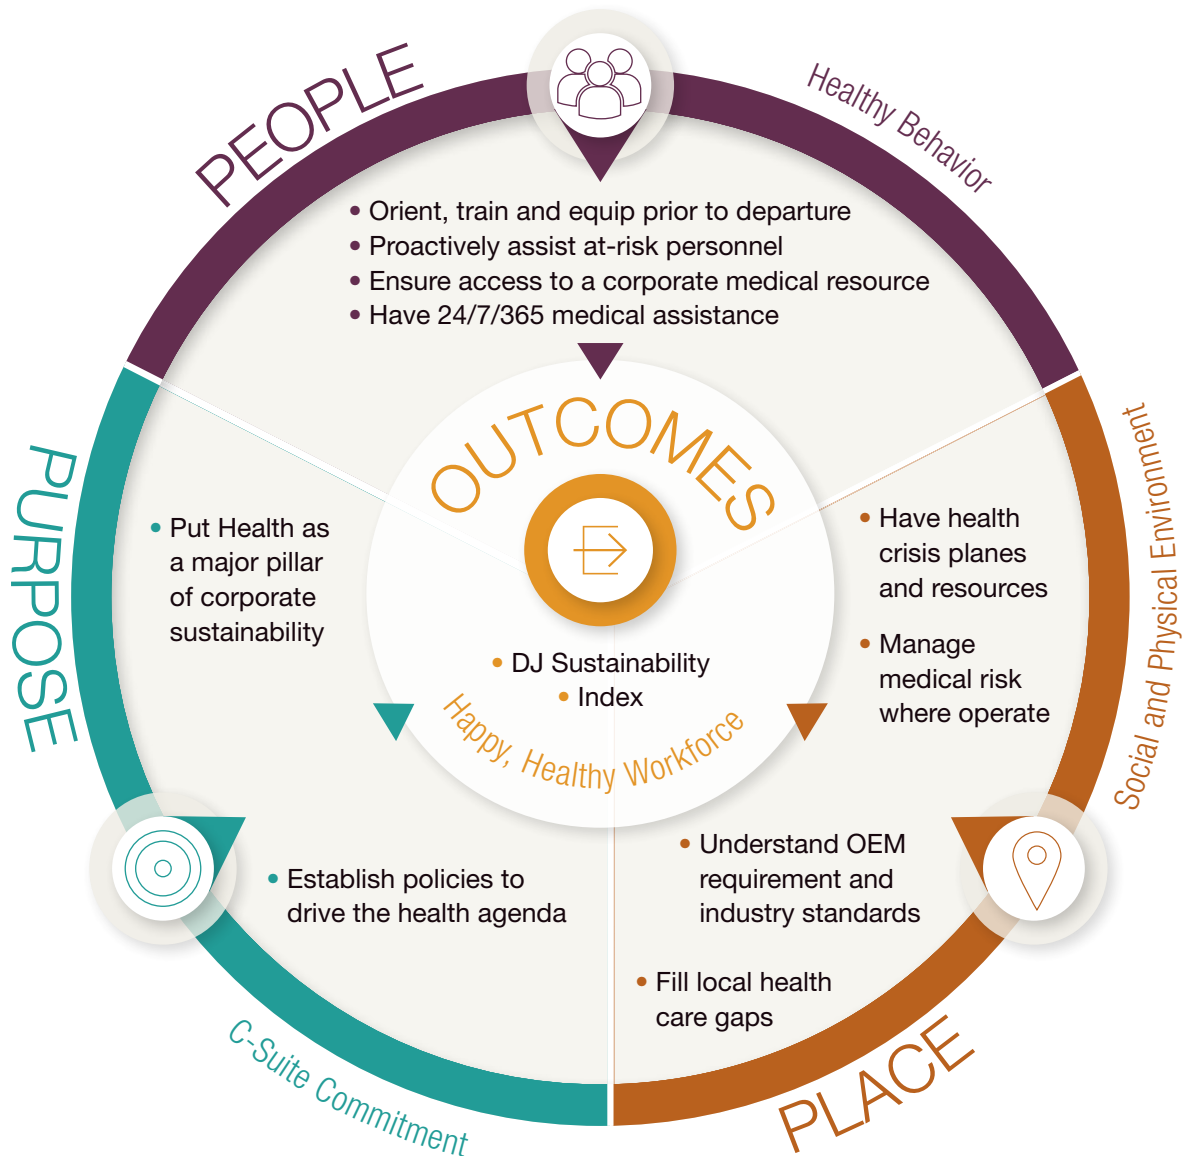 PEOPLE
Healthy Behavior
• Orient, train and equip prior to departure
• Proactively assist at-risk personnel
• Ensure access to a corporate medical resource
• Have 24/7/365 medical assistance
OUTCOMES
• DJ Sustainability
• Index
Happy, Healthy Workforce
PURPOSE
• Put Health as
a major pillar
of corporate
sustainability
• Establish policies to
drive the health agenda
C-Suite Commitment
Social and Physical Environment
• Have health
crisis planes
and resources
• Manage
medical risk
where operate
• Understand OEM
requirement and
industry standards
• Fill local health
care gaps
PLACE